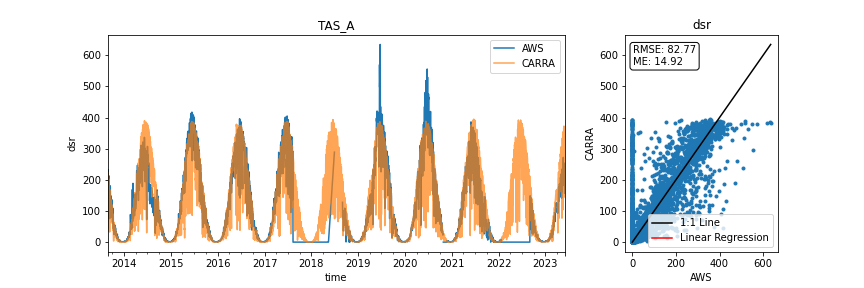 TAS_A
dsr
600
500
400
300
200
100
0
dsr
AWS
CARRA
2014 2015 2016 2017 2018 2019 2020 2021 2022 2023
time
dsr
RMSE: 82.77
ME: 14.92
600
500
400
300
200
100
0
CARRA
1:1 Line
Linear Regression
0 200 400 600
AWS